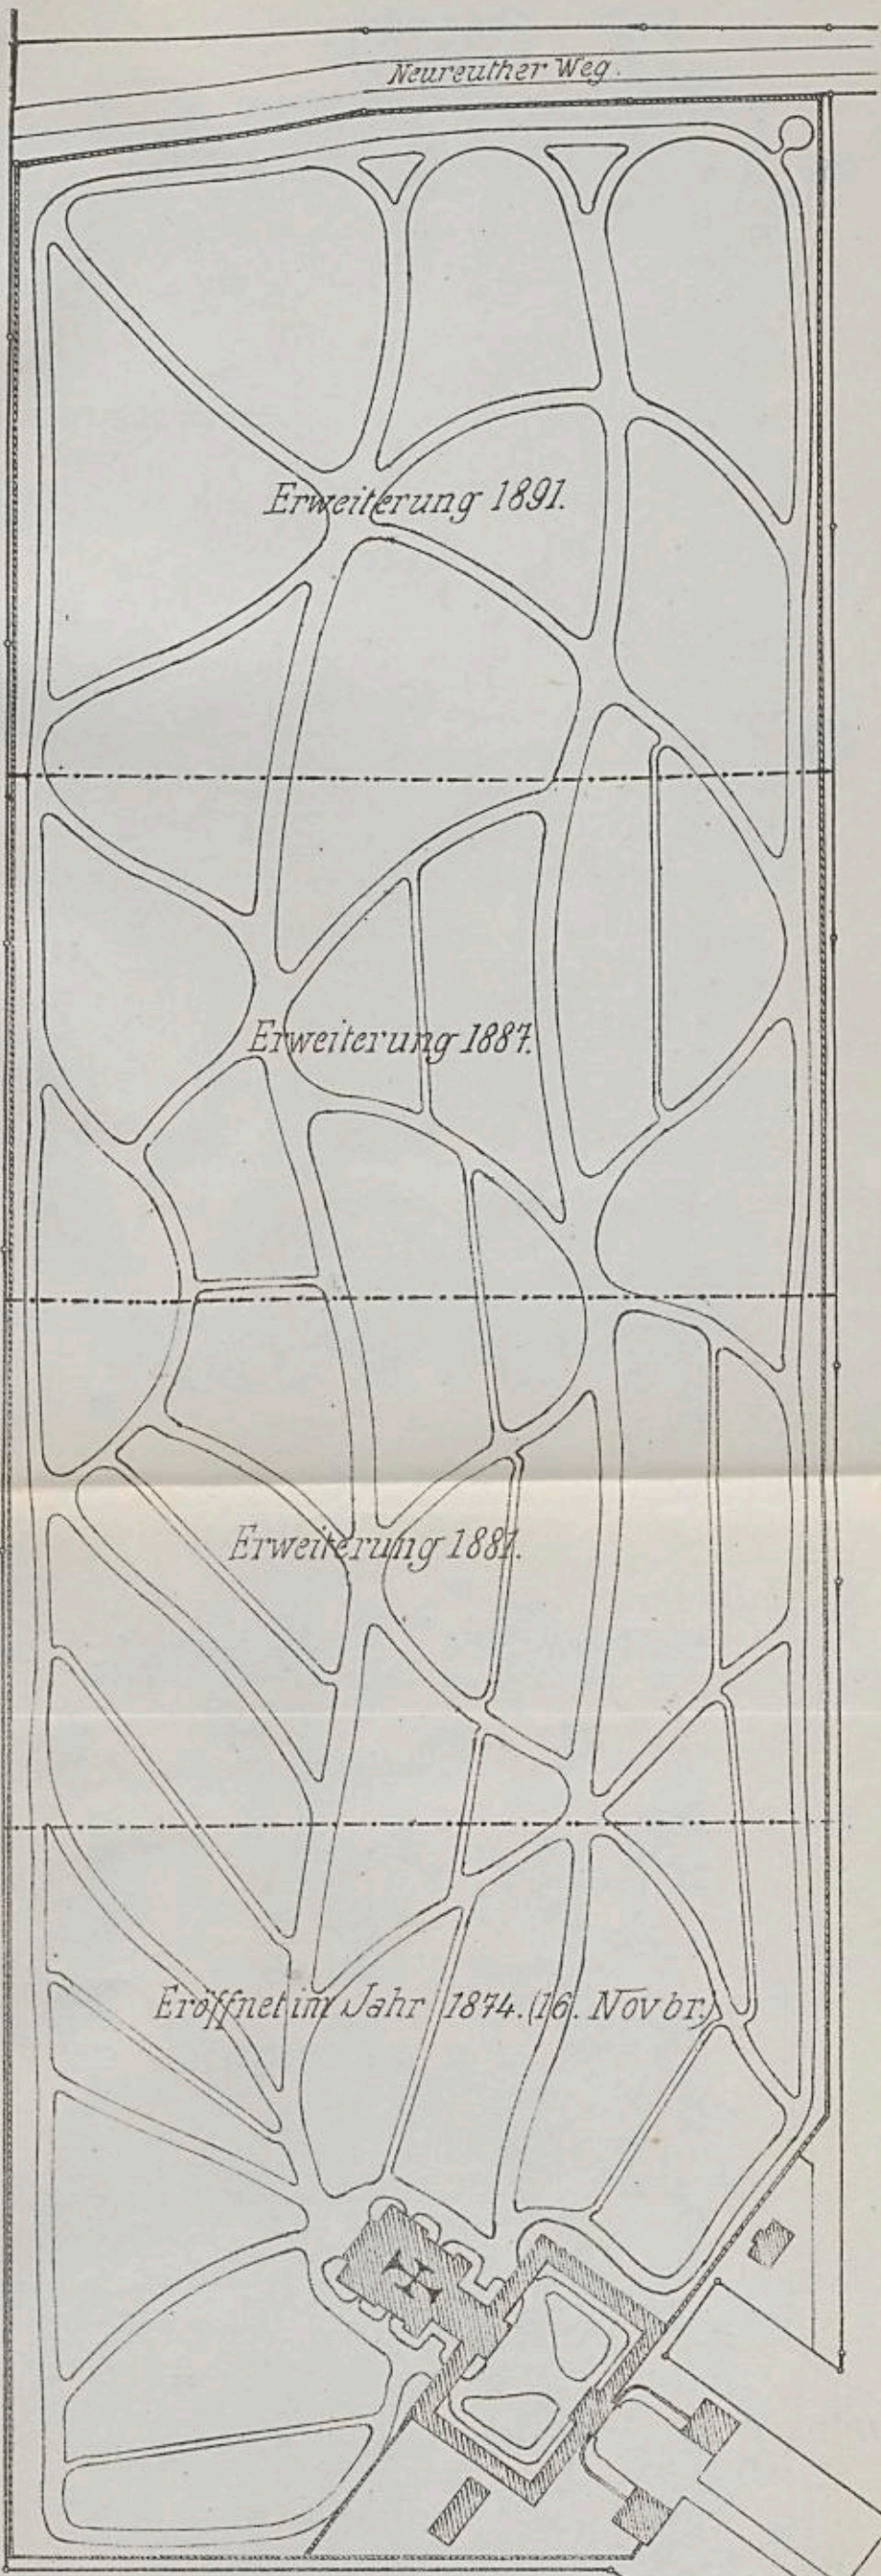 Neureuther Weg.
Erweiterung 1891.
Erweiterung 1887.
Erweiterung 1881.
Eröffnet im Jahr 1874. (16. Novbr.)